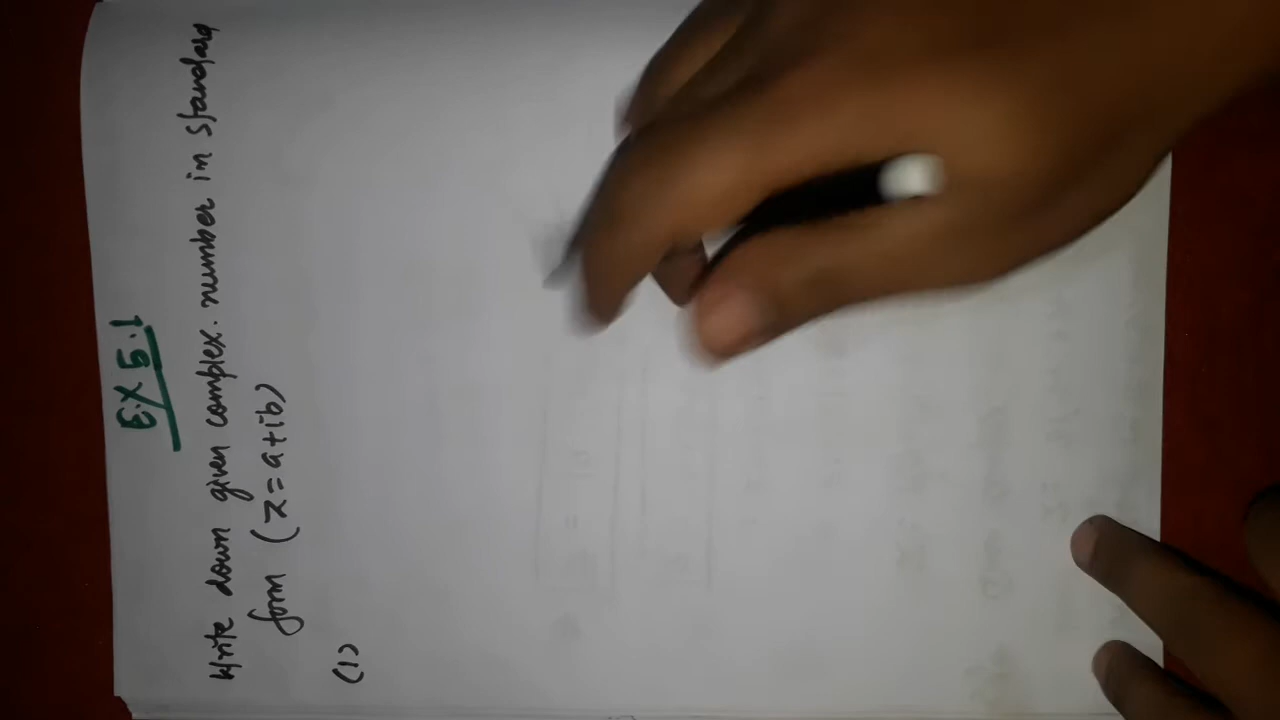 EX 5.1
Write down given complex. number in standard
form (z = a + ib)
(1)